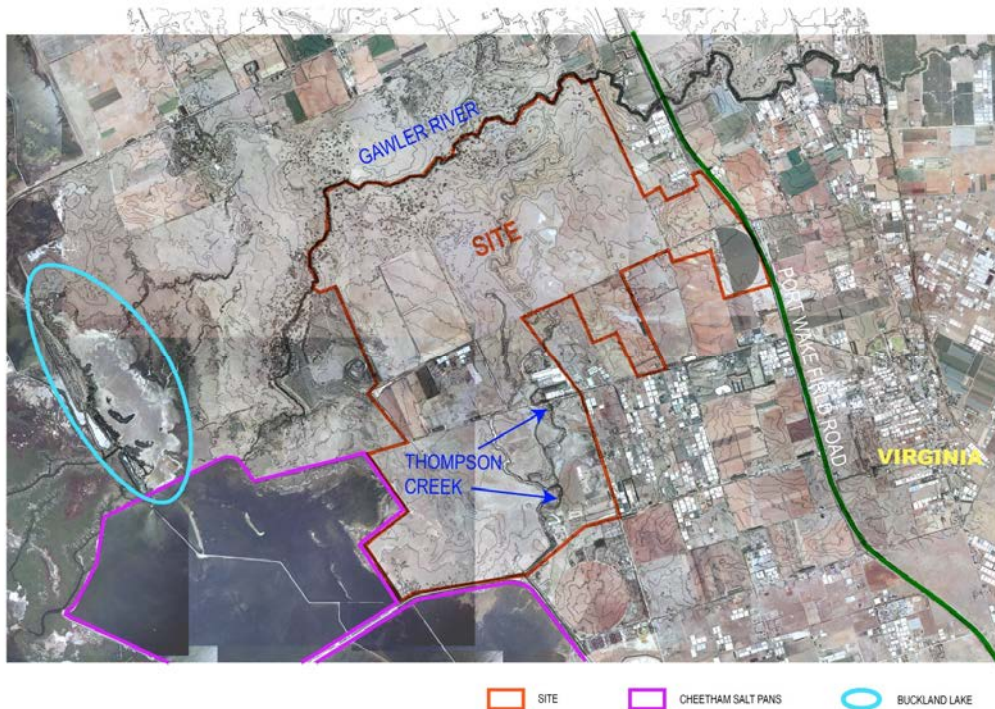 GAWLER RIVER
SITE
PORT WAKEFIELD ROAD
THOMPSON
CREEK
VIRGINIA
SITE
CHEETHAM SALT PANS
BUCKLAND LAKE